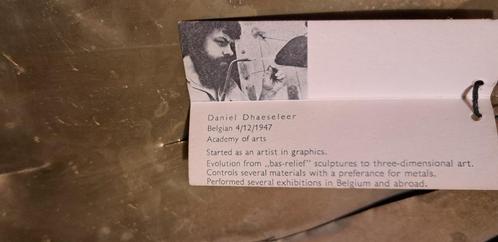 Daniel Dhaeseleer
Belgian 4/12/1947
Academy of arts
Started as an artist in graphics.
Evolution from „bas-relief” sculptures to three-dimensional art.
Controls several materials with a preferance for metals.
Performed several exhibitions in Belgium and abroad.